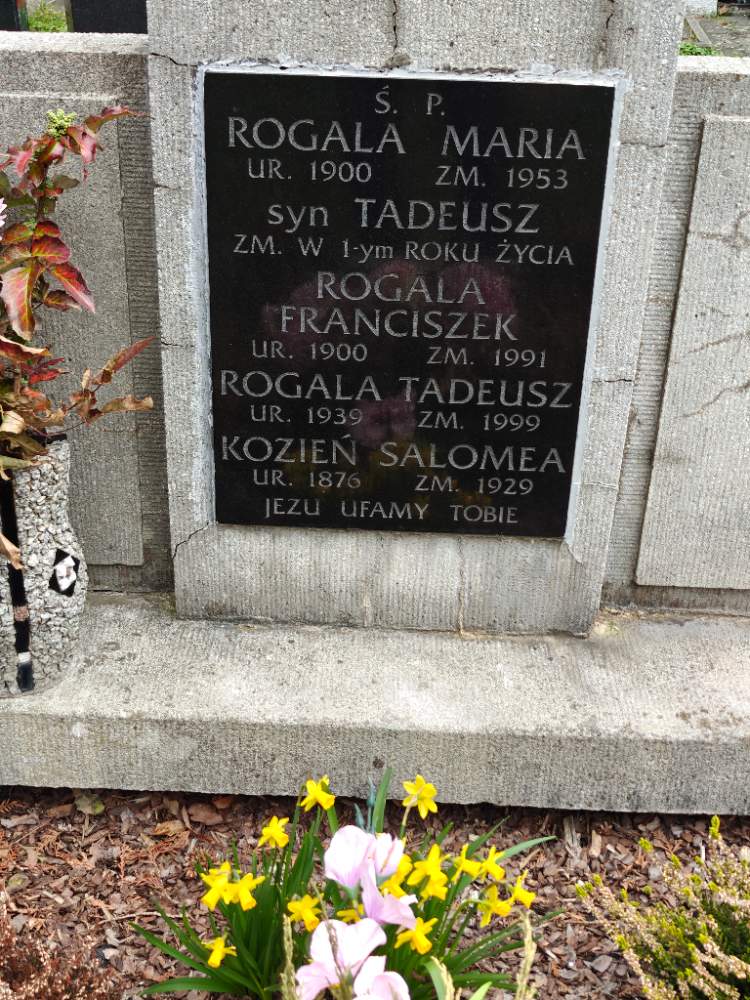 Ś. P.
ROGALA MARIA
UR. 1900 ZM. 1953
syn TADEUSZ
ZM. W 1-ym ROKU ŻYCIA
ROGALA
FRANCISZEK
UR. 1900 ZM. 1991
ROGALA TADEUSZ
UR. 1939 ZM. 1999
KOZIEŃ SALOMEA
UR. 1876 ZM. 1929
JEZU UFAMY TOBIE